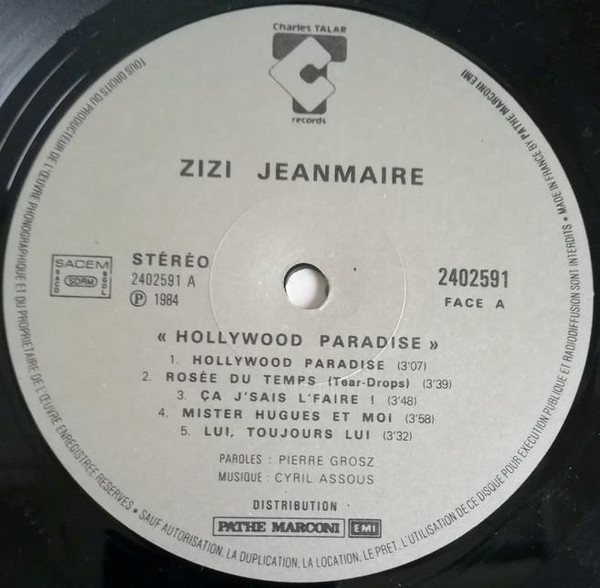 Charles TALAR
records
ZIZI JEANMAIRE
SACEM
SACD
SDRM
SGDL
STÉRÉO
2402591 A
Ⓟ 1984
2402591
FACE A
« HOLLYWOOD PARADISE »
1. HOLLYWOOD PARADISE (3'07)
2. ROSÉE DU TEMPS (Tear-Drops) (3'39)
3. ÇA J'SAIS L'FAIRE ! (3'48)
4. MISTER HUGUES ET MOI (3'58)
5. LUI, TOUJOURS LUI (3'32)
PAROLES : PIERRE GROSZ
MUSIQUE : CYRIL ASSOUS
DISTRIBUTION
PATHE MARCONI EMI
TOUS DROITS DU PRODUCTEUR DE L'ŒUVRE PHONOGRAPHIQUE ET DU PROPRIETAIRE DE L'ŒUVRE ENREGISTREE RESERVES • SAUF AUTORISATION, LA DUPLICATION, LA LOCATION, LE PRET, L'UTILISATION DE CE DISQUE POUR EXECUTION PUBLIQUE ET RADIODIFFUSION SONT INTERDITS • MADE IN FRANCE BY PATHE MARCONI EMI